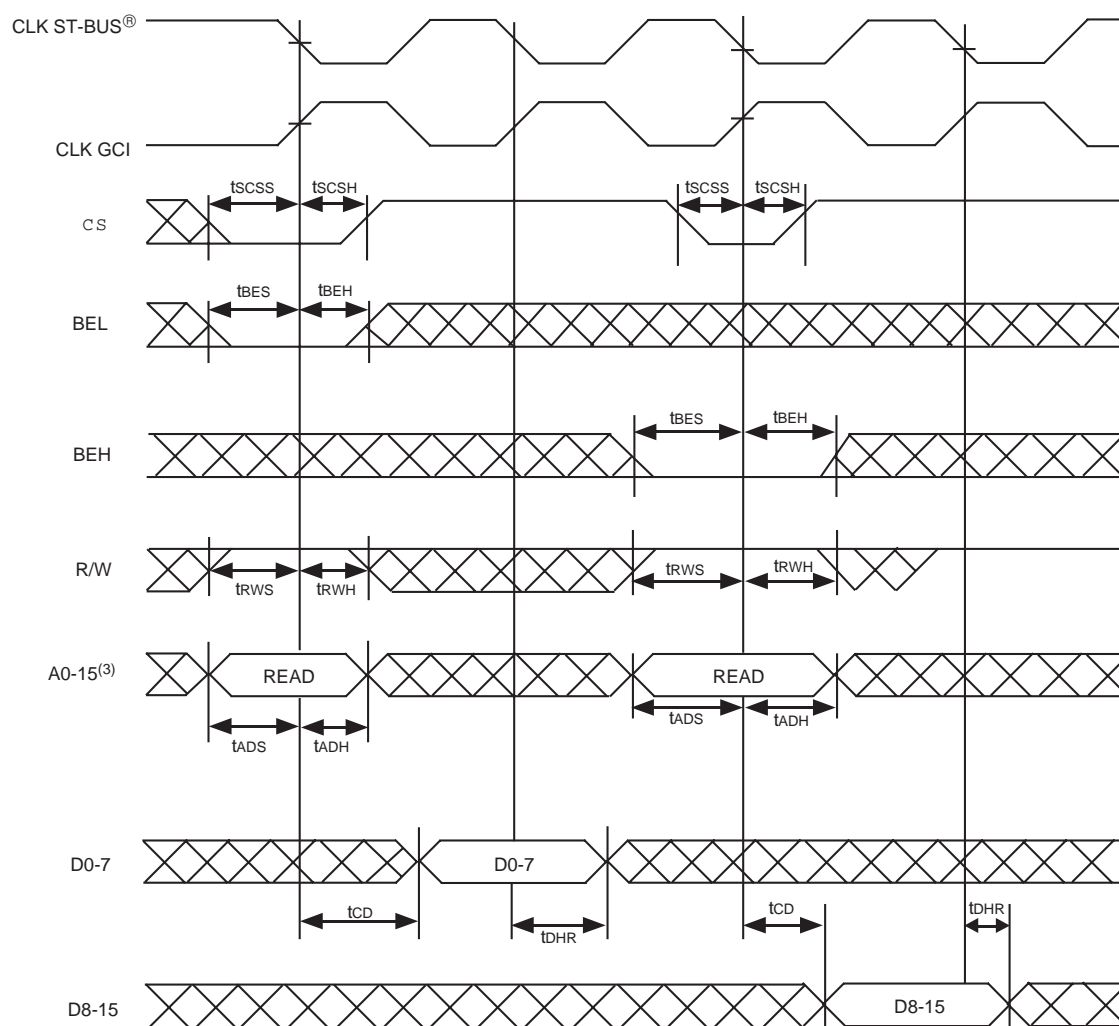 CLK ST-BUS®
CLK GCI
tSCSS tSCSH tSCSS tSCSH
CS
tBES tBEH
BEL
tBES tBEH
BEH
R/W
tRWS tRWH tRWS tRWH
A0-15(3) READ READ
tADS tADH tADS tADH
D0-7 D0-7
tCD tDHR tCD tDHR
D8-15 D8-15